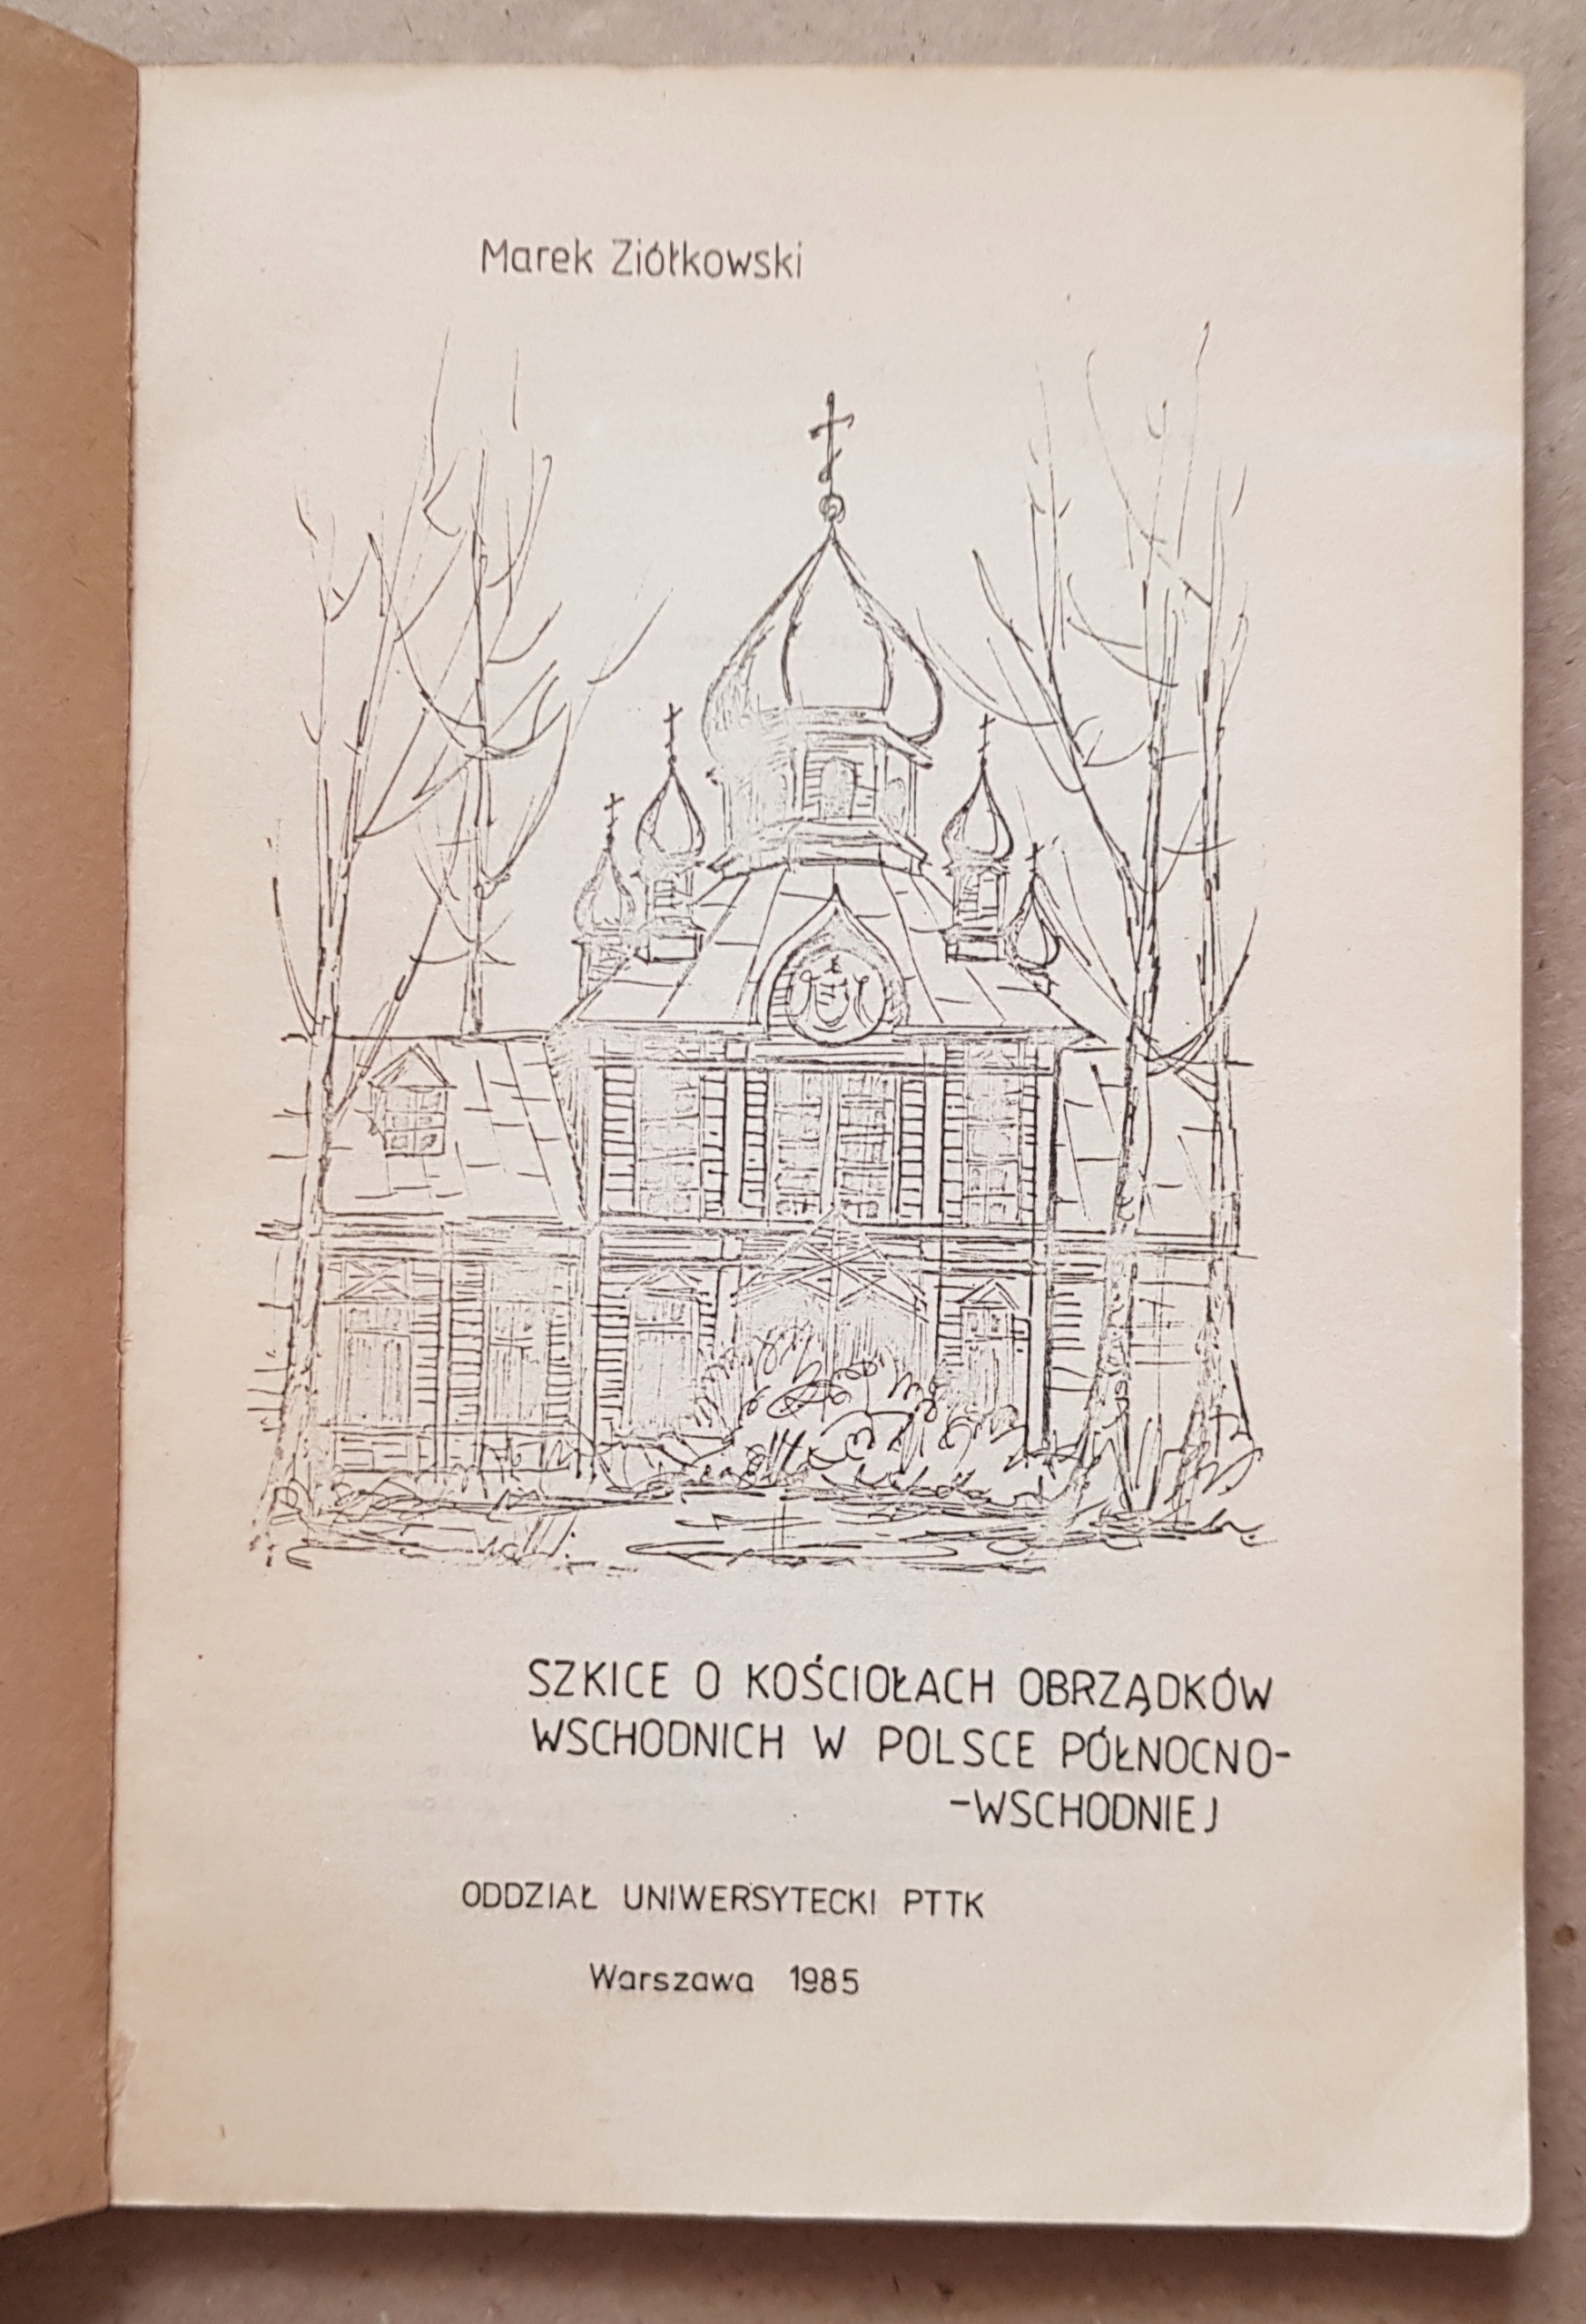 Marek Ziółkowski
SZKICE O KOŚCIOŁACH OBRZĄDKÓW
WSCHODNICH W POLSCE PÓŁNOCNO-
-WSCHODNIEJ
ODDZIAŁ UNIWERSYTECKI PTTK
Warszawa 1985